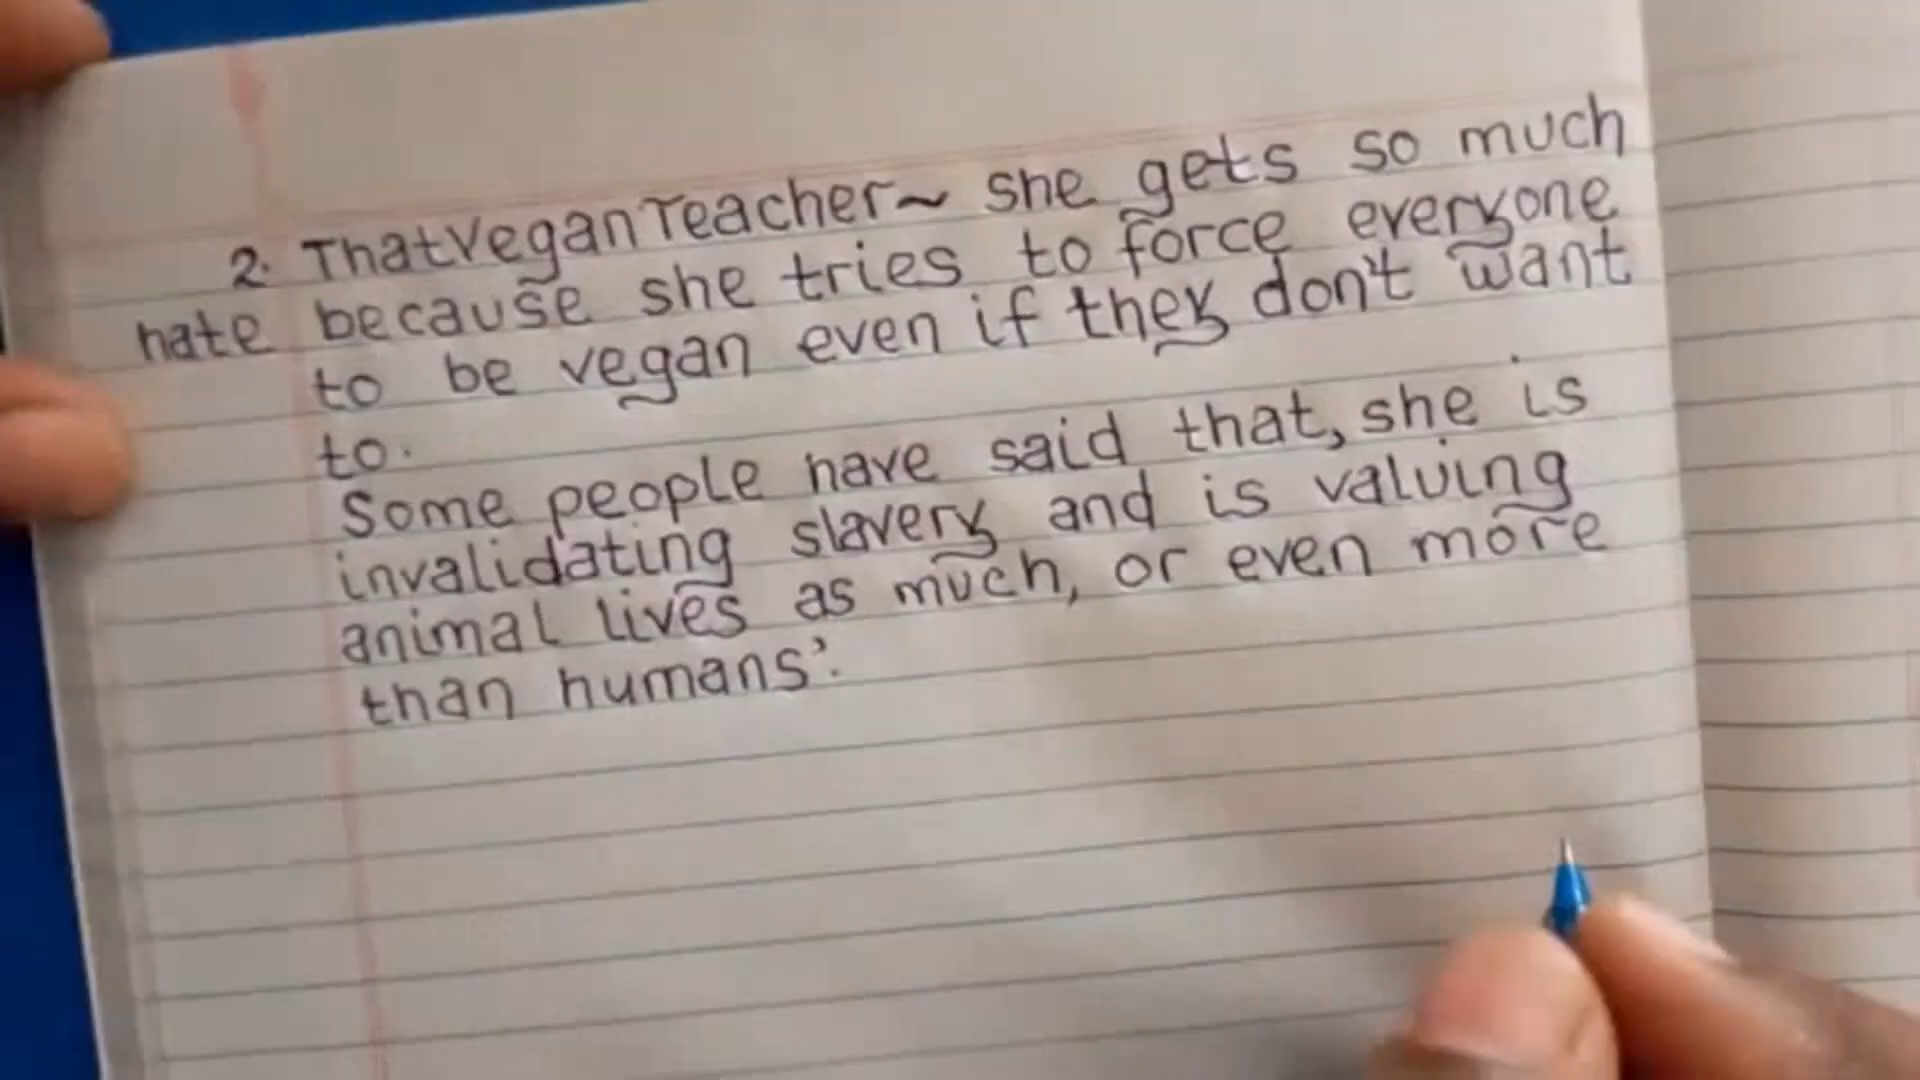 2. ThatVeganTeacher~ she gets so much
hate because she tries to force everyone
to be vegan even if they don't want
to.
Some people have said that, she is
invalidating slavery and is valuing
animal lives as much, or even more
than humans'.